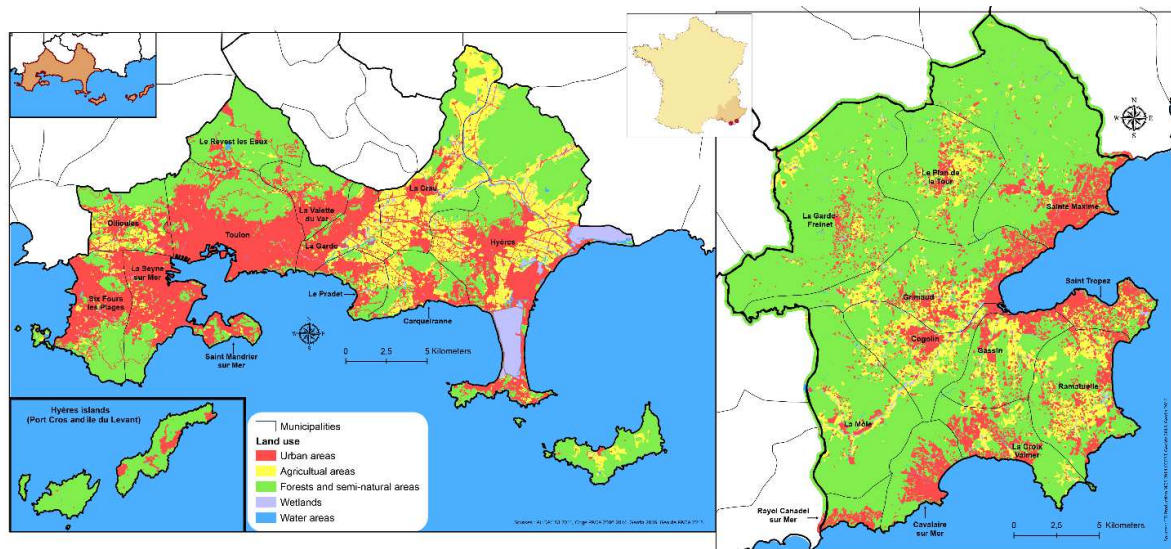 Le Revest les Eaux
La Crau
Ollioules
La Valette
du Var
Toulon
La Garde
Hyères
La Seyne
sur Mer
Six Fours
les Plages
Le Pradet
Carqueiranne
Saint Mandrier
sur Mer
N
W E
S
0 2,5 5 Kilometers
Hyères islands
(Port Cros and ile du Levant)
Municipalities
Land use
Urban areas
Agricultual areas
Forests and semi-natural areas
Wetlands
Water areas
N
W E
S
Le Plan de
la Tour
La Garde
Freinet
Sainte Maxime
Saint Tropez
Grimaud
Cogolin
Gassin
Ramatuelle
La Môle
La Croix
Valmer
Rayol Canadel
sur Mer
Cavalaire
sur Mer
0 2,5 5 Kilometers